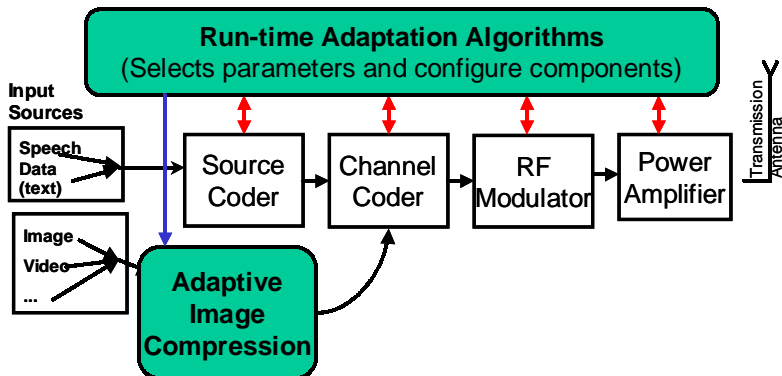 Run-time Adaptation Algorithms
(Selects parameters and configure components)
Input
Sources
Speech
Data
(text)
Source
Coder
Channel
Coder
RF
Modulator
Power
Amplifier
Transmission
Antenna
Image
Video
...
Adaptive
Image
Compression